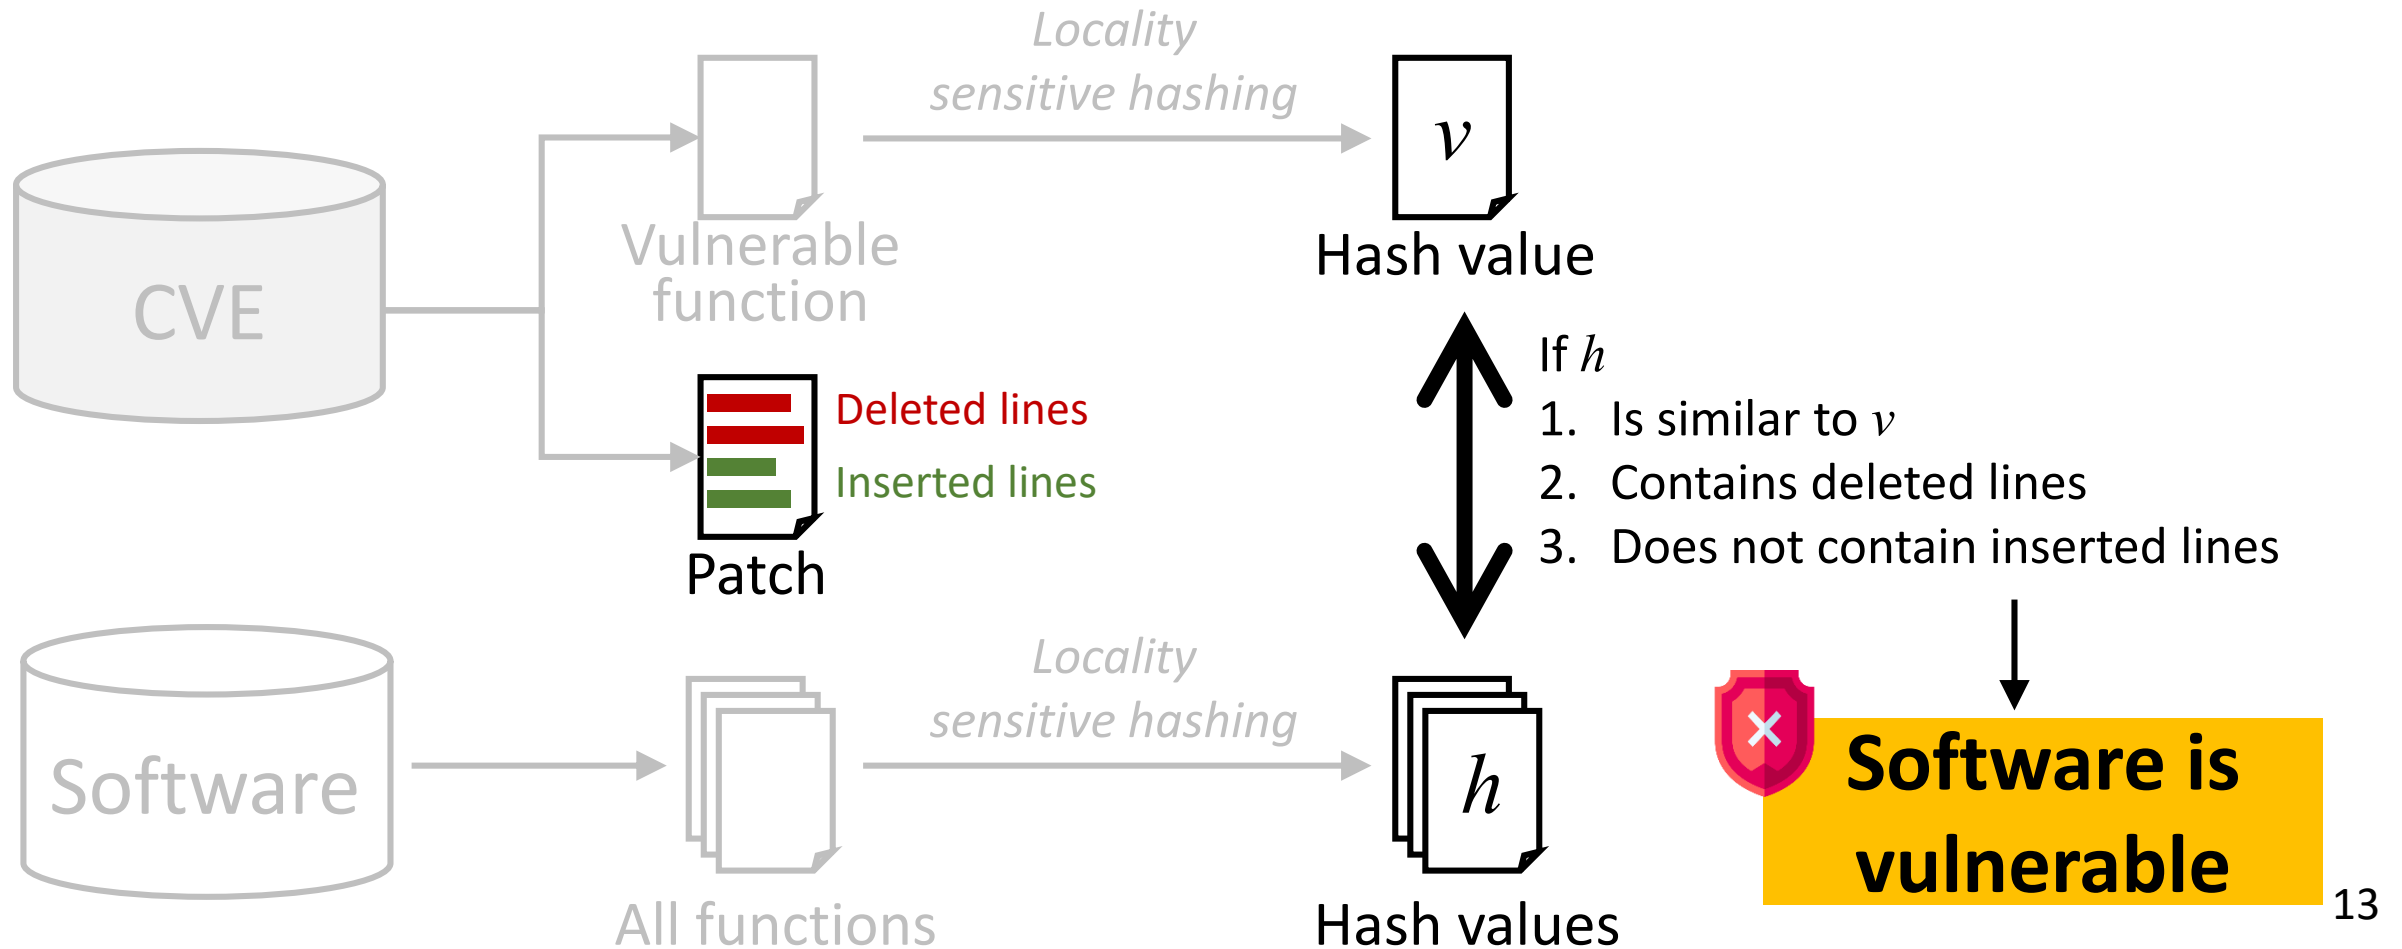 Locality
sensitive hashing
v
Vulnerable
function
Hash value
CVE
If h
1. Is similar to v
2. Contains deleted lines
3. Does not contain inserted lines
Deleted lines
Inserted lines
Patch
Locality
sensitive hashing
Software
h
All functions
Hash values
Software is
vulnerable
13